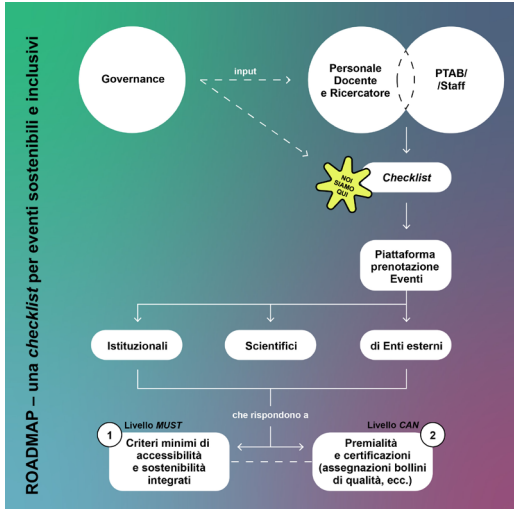 ROADMAP – una checklist per eventi sostenibili e inclusivi
Governance
input
Personale
Docente
e Ricercatore
PTAB/
/Staff
NOI
SIAMO
QUI
Checklist
Piattaforma
prenotazione
Eventi
Istituzionali
Scientifici
di Enti esterni
che rispondono a
1
Livello MUST
Criteri minimi di
accessibilità
e sostenibilità
integrati
Livello CAN
2
Premialità
e certificazioni
(assegnazioni bollini
di qualità, ecc.)